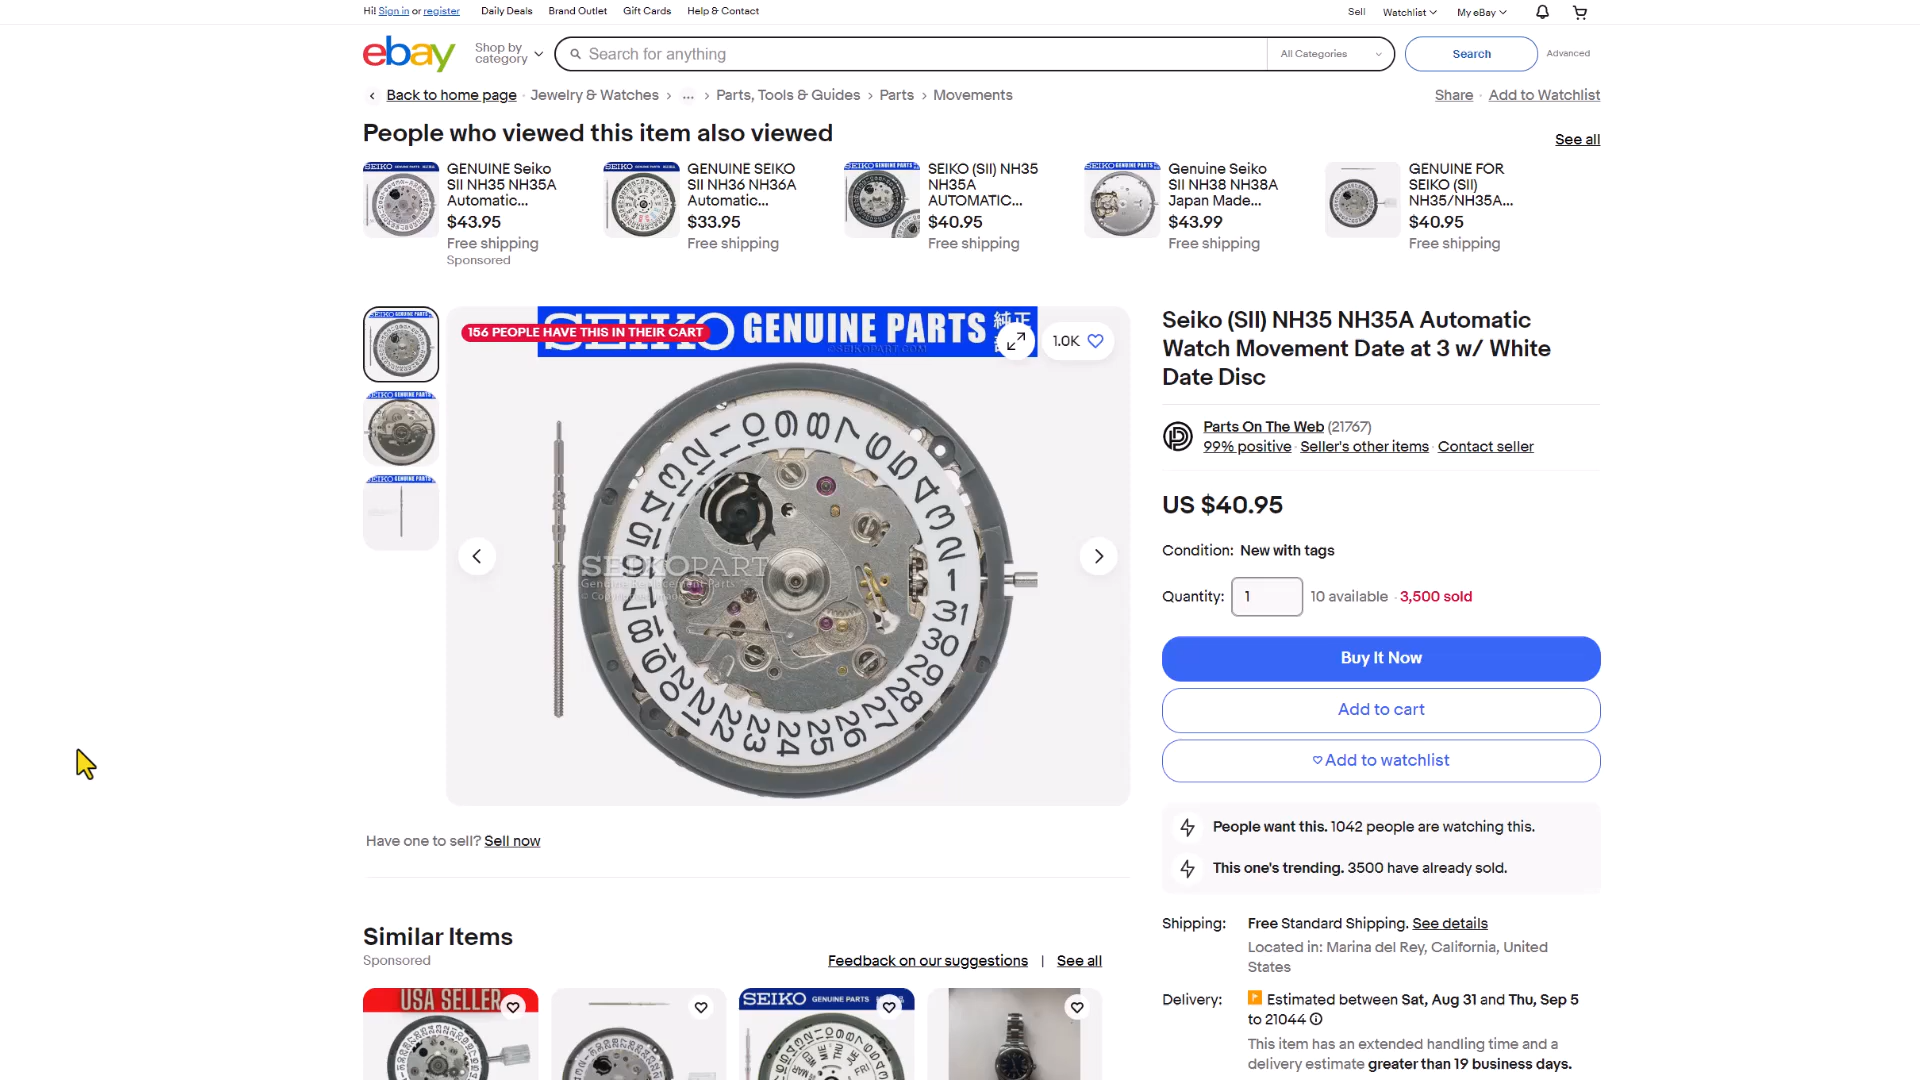 Hi! Sign in or register Daily Deals Brand Outlet Gift Cards Help & Contact Sell Watchlist My eBay
ebay Shop by category Search for anything All Categories Search Advanced
Back to home page · Jewelry & Watches > ... > Parts, Tools & Guides > Parts > Movements Share · Add to Watchlist
People who viewed this item also viewed
See all
GENUINE Seiko
SII NH35 NH35A
Automatic...
$43.95
Free shipping
Sponsored
GENUINE SEIKO
SII NH36 NH36A
Automatic...
$33.95
Free shipping
SEIKO (SII) NH35
NH35A
AUTOMATIC...
$40.95
Free shipping
Genuine Seiko
SII NH38 NH38A
Japan Made...
$43.99
Free shipping
GENUINE FOR
SEIKO (SII)
NH35/NH35A...
$40.95
Free shipping
156 PEOPLE HAVE THIS IN THEIR CART
SEIKO GENUINE PARTS 純正
1.0K
SEIKOPART
Genuine Replacement Parts
Seiko (SII) NH35 NH35A Automatic
Watch Movement Date at 3 w/ White
Date Disc
Parts On The Web (21767)
99% positive · Seller's other items · Contact seller
US $40.95
Condition: New with tags
Quantity: 1 10 available · 3,500 sold
Buy It Now
Add to cart
Add to watchlist
People want this. 1042 people are watching this.
This one's trending. 3500 have already sold.
Have one to sell? Sell now
Shipping: Free Standard Shipping. See details
Located in: Marina del Rey, California, United
States
Delivery: Estimated between Sat, Aug 31 and Thu, Sep 5
to 21044
This item has an extended handling time and a
delivery estimate greater than 19 business days.
Similar Items
Sponsored
Feedback on our suggestions | See all
USA SELLER
SEIKO GENUINE PARTS